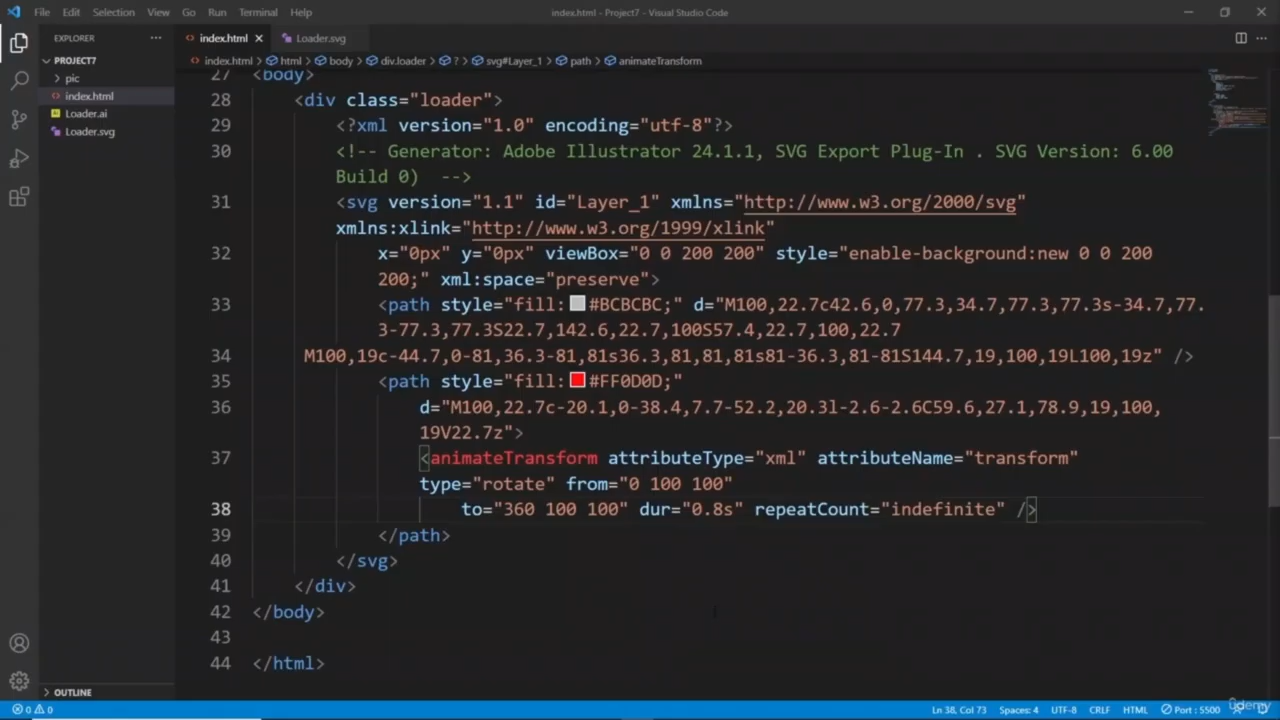 File Edit Selection View Go Run Terminal Help
index.html - Project7 - Visual Studio Code
EXPLORER
PROJECT7
pic
index.html
Loader.ai
Loader.svg
OUTLINE
index.html Loader.svg
index.html > html > body > div.loader > ? > svg#Layer_1 > path > animateTransform
27 <body>
28 <div class="loader">
29 <?xml version="1.0" encoding="utf-8"?>
30 <!-- Generator: Adobe Illustrator 24.1.1, SVG Export Plug-In . SVG Version: 6.00
Build 0) -->
31 <svg version="1.1" id="Layer_1" xmlns="http://www.w3.org/2000/svg"
xmlns:xlink="http://www.w3.org/1999/xlink"
32 x="0px" y="0px" viewBox="0 0 200 200" style="enable-background:new 0 0 200
200;" xml:space="preserve">
33 <path style="fill:#BCBCBC;" d="M100,22.7c42.6,0,77.3,34.7,77.3,77.3s-34.7,77.
3-77.3,77.3S22.7,142.6,22.7,100S57.4,22.7,100,22.7
34 M100,19c-44.7,0-81,36.3-81,81s36.3,81,81,81s81-36.3,81-81S144.7,19,100,19L100,19z" />
35 <path style="fill:#FF0D0D;"
36 d="M100,22.7c-20.1,0-38.4,7.7-52.2,20.3l-2.6-2.6C59.6,27.1,78.9,19,100,
19V22.7z">
37 <animateTransform attributeType="xml" attributeName="transform"
type="rotate" from="0 100 100"
38 to="360 100 100" dur="0.8s" repeatCount="indefinite" />
39 </path>
40 </svg>
41 </div>
42 </body>
43
44 </html>
0 0
Ln 38, Col 73 Spaces: 4 UTF-8 CRLF HTML Port : 5500
ûdemy